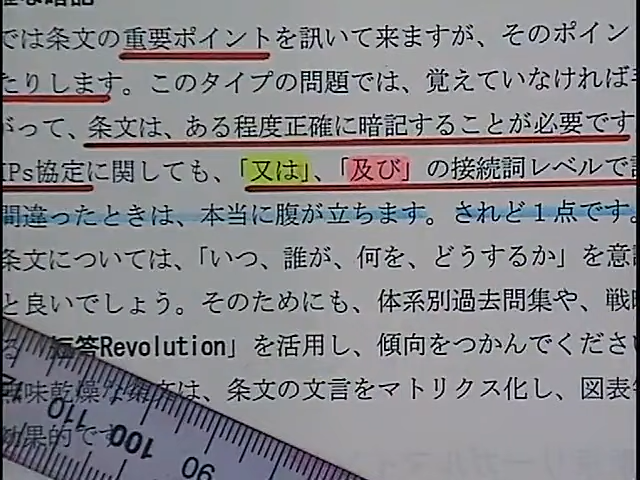 では条文の重要ポイントを訊いて来ますが、そのポイン
たりします。このタイプの問題では、覚えていなければ
がって、条文は、ある程度正確に暗記することが必要です
IPs協定に関しても、「又は」、「及び」の接続詞レベルで
間違ったときは、本当に腹が立ちます。されど1点です
条文については、「いつ、誰が、何を、どうするか」を意
と良いでしょう。そのためにも、体系別過去問集や、戦
る 短答Revolution」を活用し、傾向をつかんでくださ
味乾燥な 条文は、条文の文言をマトリクス化し、図表
効果的です
110
100
90